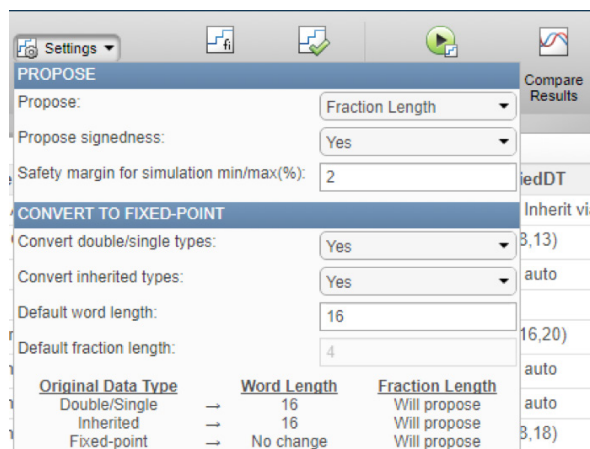 Settings
fi
Compare
Results
PROPOSE
Propose: Fraction Length
Propose signedness: Yes
Safety margin for simulation min/max(%): 2
iedDT
CONVERT TO FIXED-POINT
Inherit vi
Convert double/single types: Yes
3,13)
Convert inherited types: Yes
auto
Default word length: 16
16,20)
Default fraction length: 4
auto
Original Data Type Word Length Fraction Length
Double/Single → 16 Will propose
auto
Inherited → 16 Will propose
Fixed-point → No change Will propose
3,18)